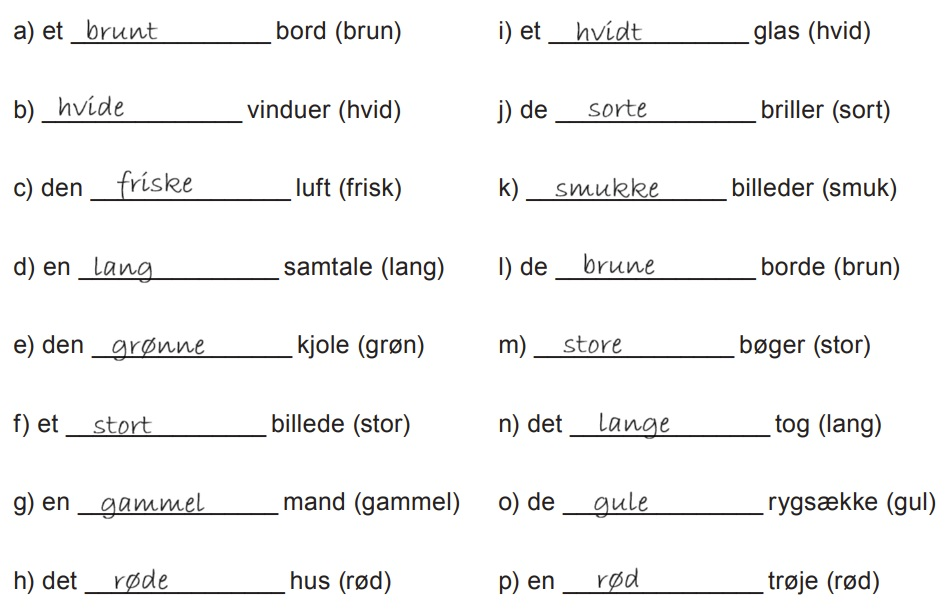 a) et brunt bord (brun)
b) hvide vinduer (hvid)
c) den friske luft (frisk)
d) en lang samtale (lang)
e) den grønne kjole (grøn)
f) et stort billede (stor)
g) en gammel mand (gammel)
h) det røde hus (rød)
i) et hvidt glas (hvid)
j) de sorte briller (sort)
k) smukke billeder (smuk)
l) de brune borde (brun)
m) store bøger (stor)
n) det lange tog (lang)
o) de gule rygsække (gul)
p) en rød trøje (rød)